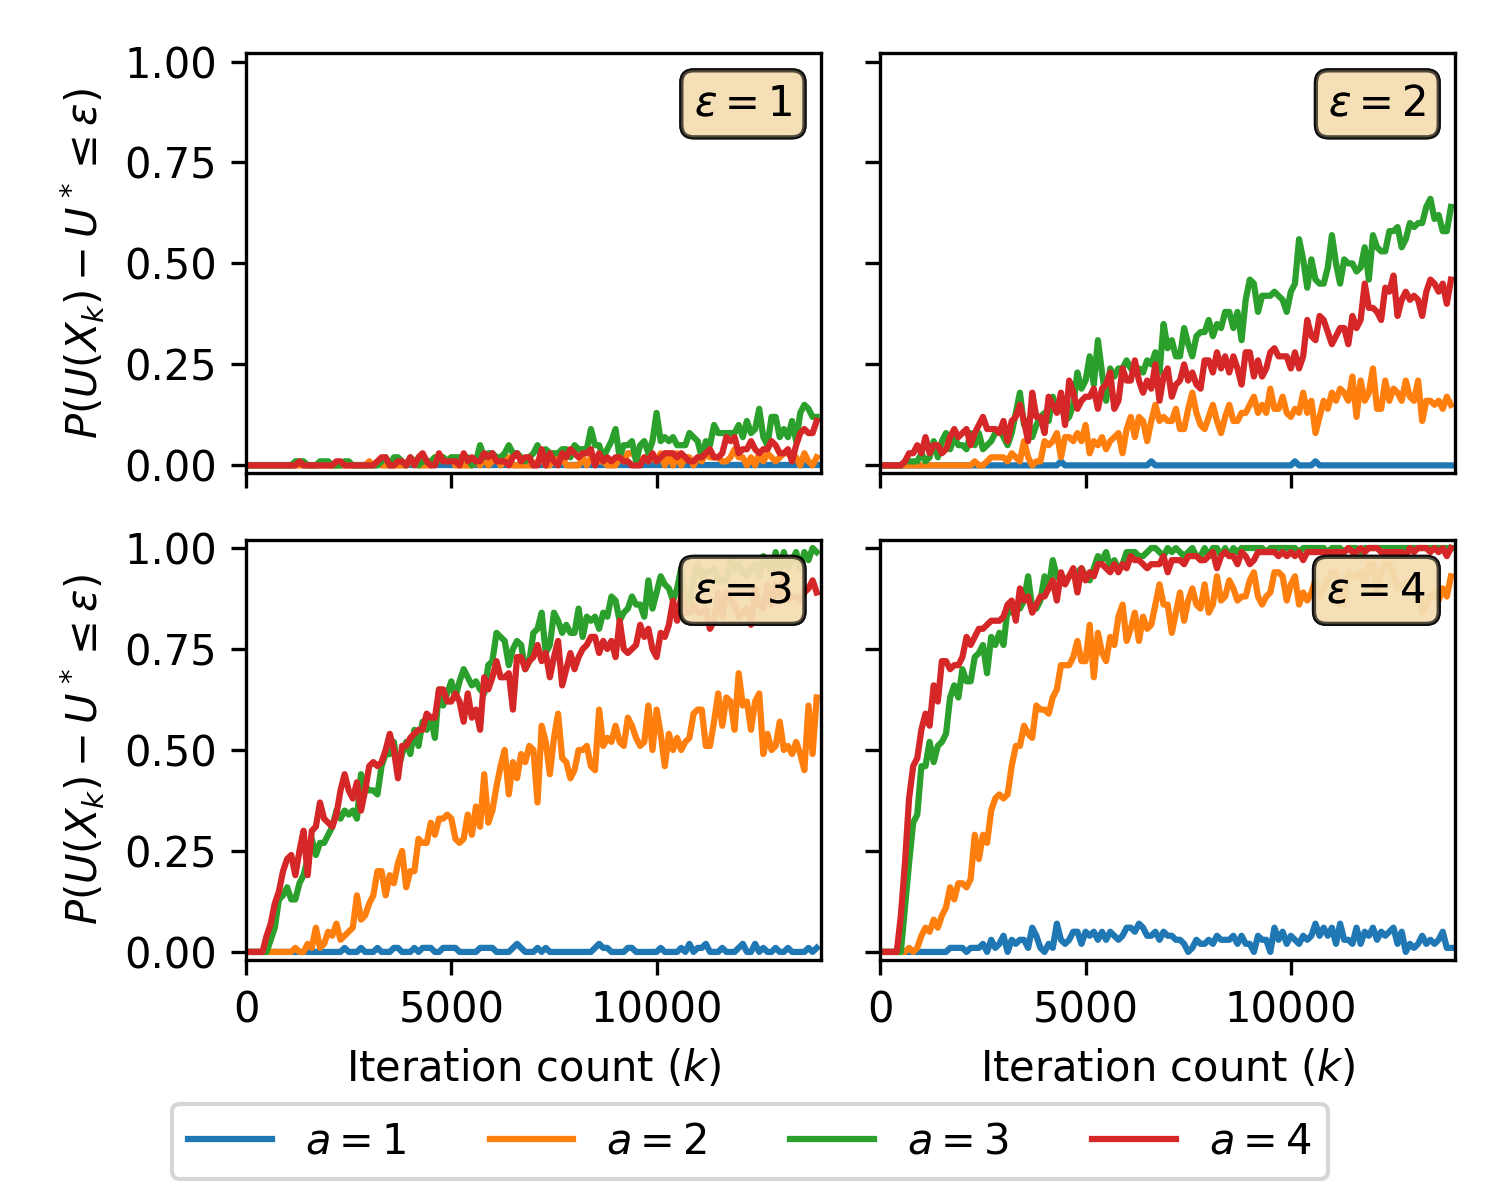 1.00
0.75
0.50
0.25
0.00
P(U(X_k) − U* ≤ ε)
ε = 1
ε = 2
1.00
0.75
0.50
0.25
0.00
P(U(X_k) − U* ≤ ε)
ε = 3
ε = 4
0 5000 10000
0 5000 10000
Iteration count (k)
Iteration count (k)
a = 1 a = 2 a = 3 a = 4